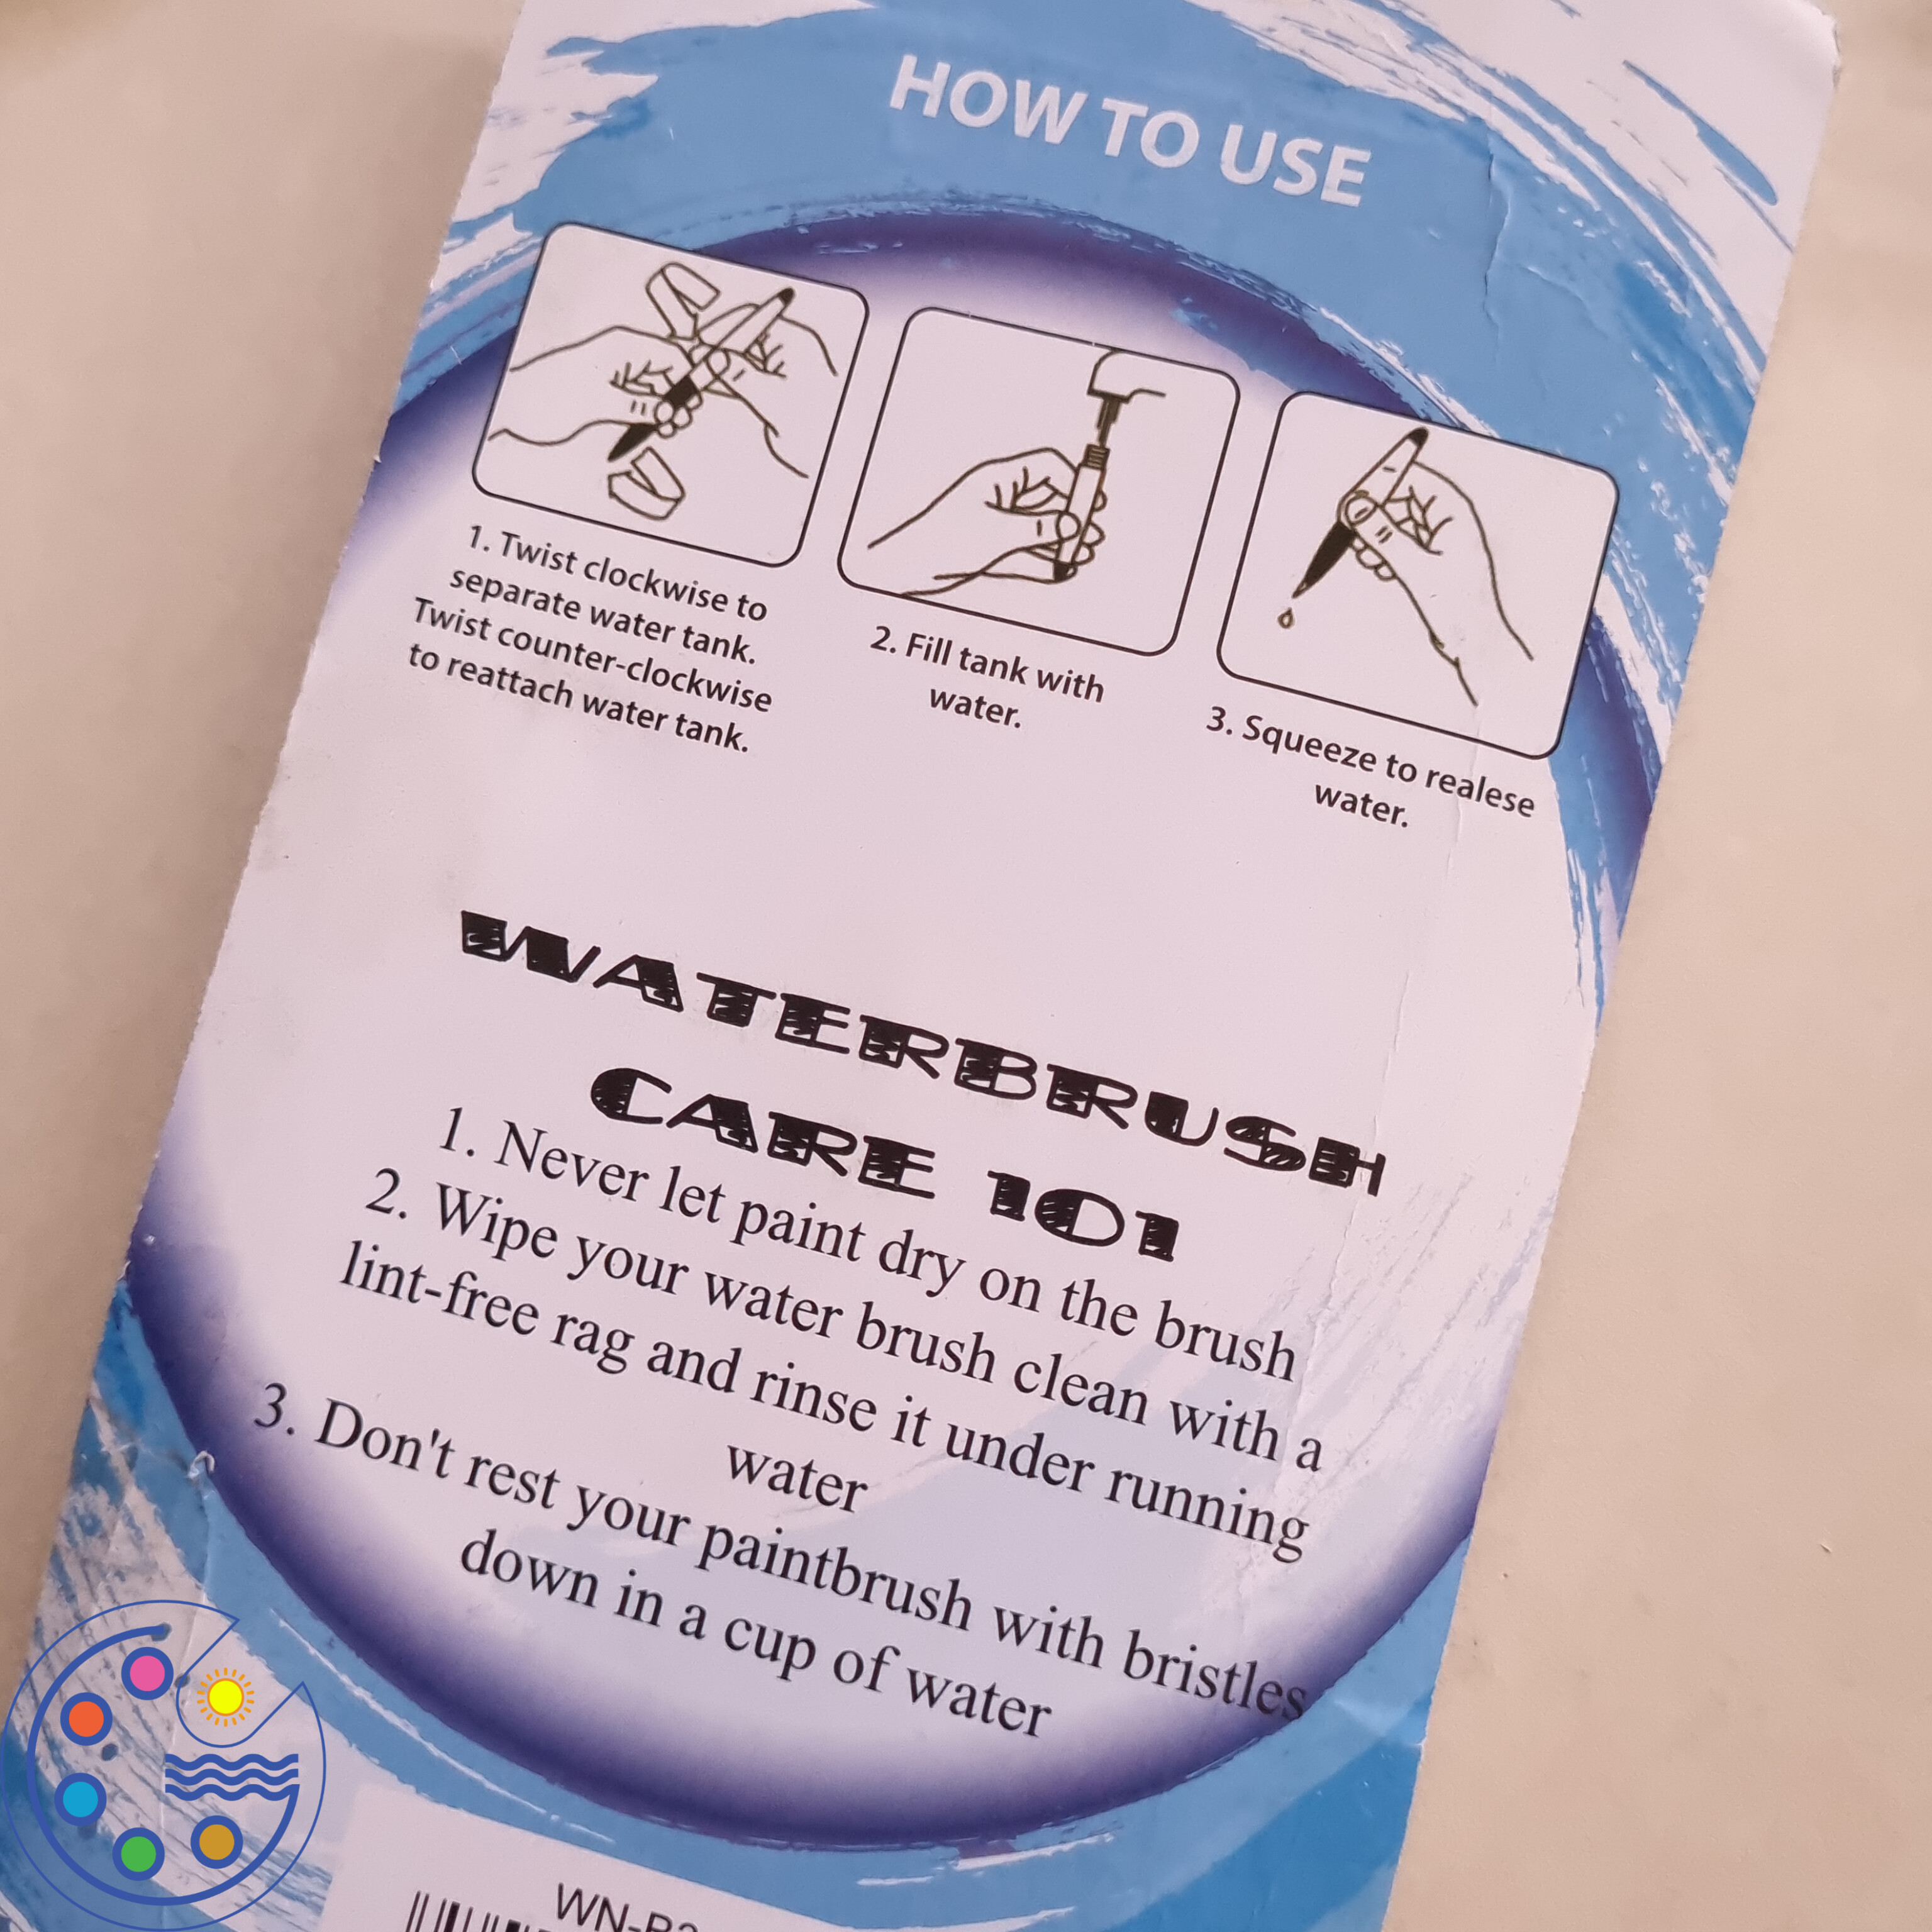 HOW TO USE
1. Twist clockwise to
separate water tank.
Twist counter-clockwise
to reattach water tank.
2. Fill tank with
water.
3. Squeeze to realese
water.
WATERBRUSH
CARE 101
1. Never let paint dry on the brush
2. Wipe your water brush clean with a
lint-free rag and rinse it under running
water
3. Don't rest your paintbrush with bristles
down in a cup of water